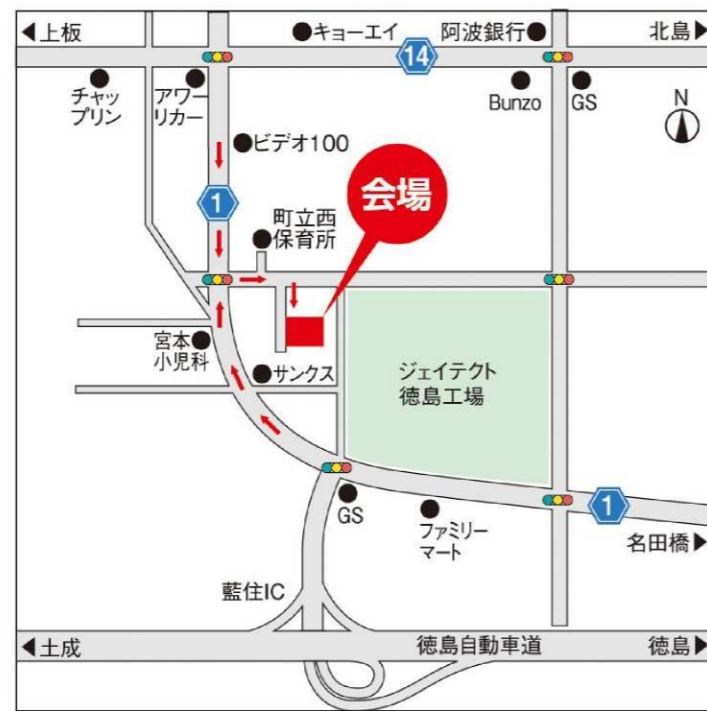 上板
キョーエイ
阿波銀行
北島
14
チャッ
プリン
アワー
リカー
Bunzo
GS
N
ビデオ100
会場
1
町立西
保育所
宮本
小児科
サンクス
ジェイテクト
徳島工場
GS
ファミリー
マート
1
名田橋
藍住IC
土成
徳島自動車道
徳島